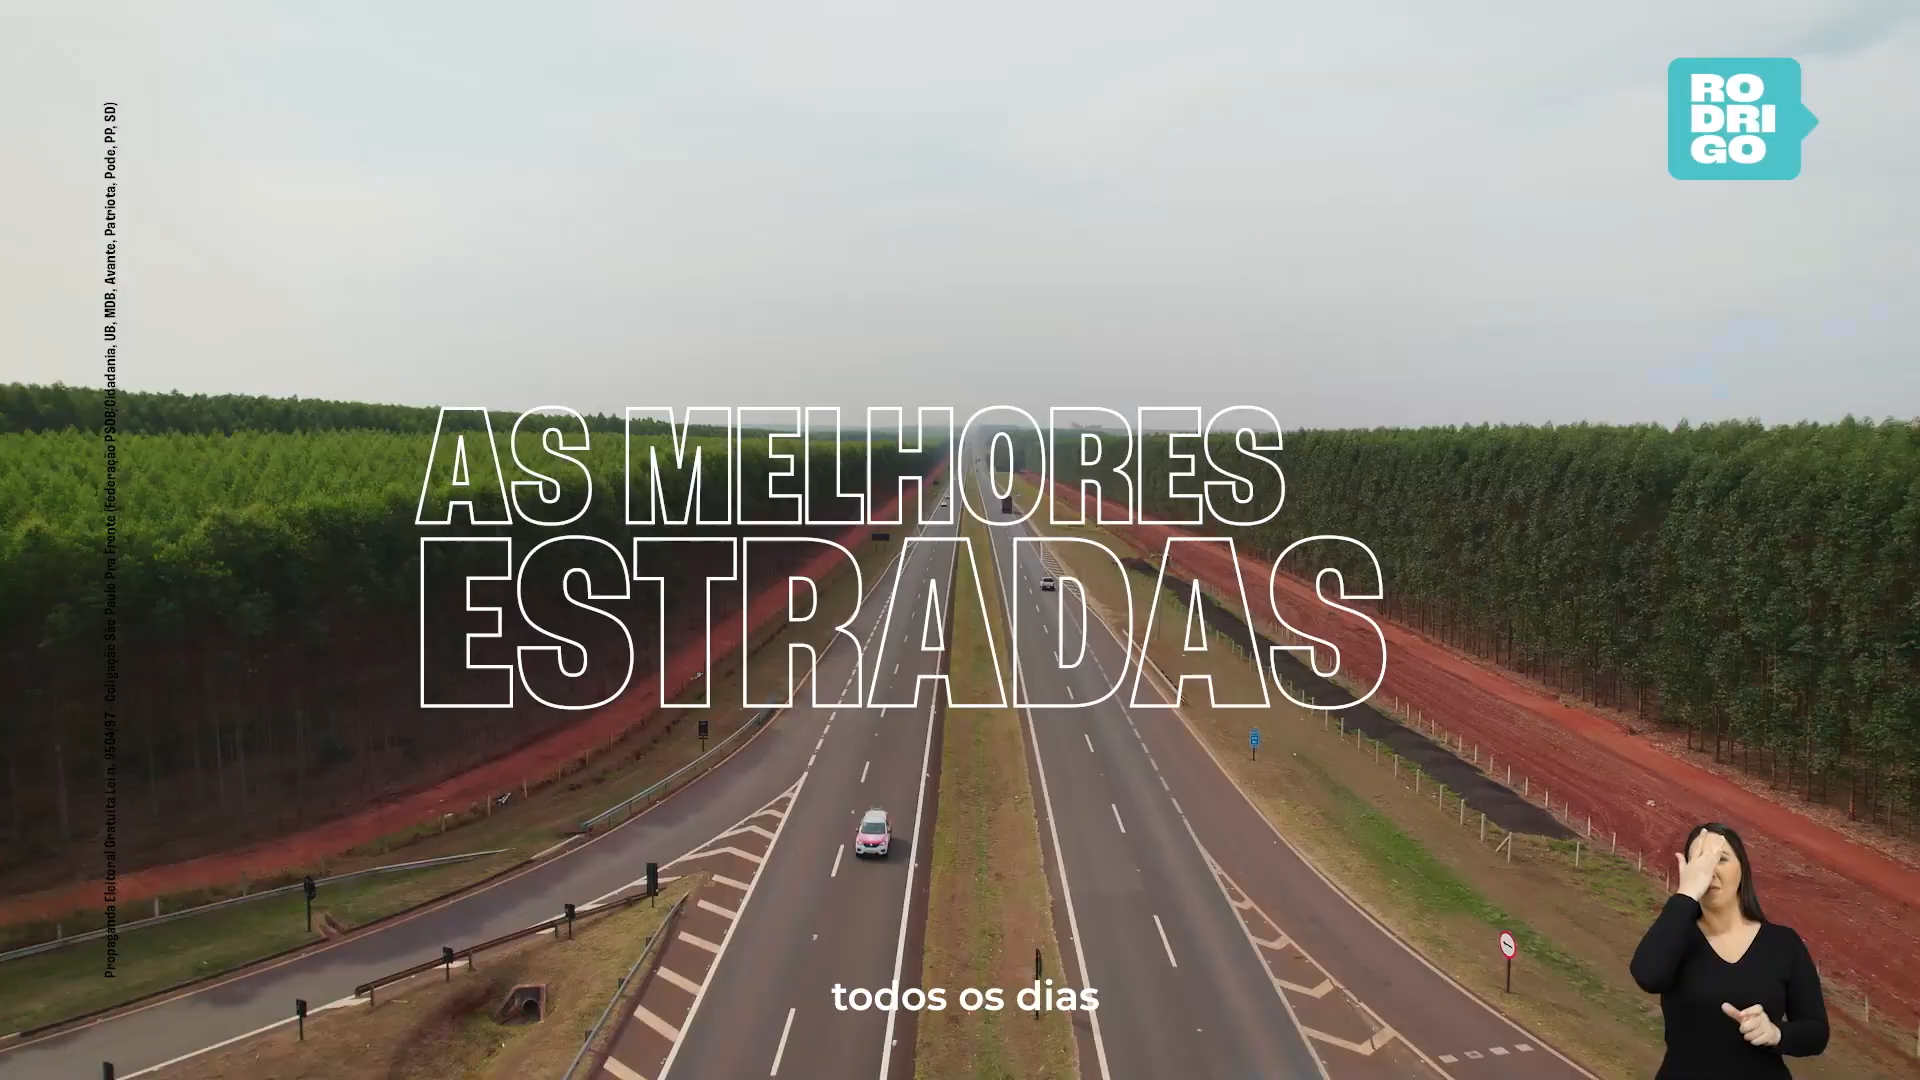 RO
DRI
GO
AS MELHORES
ESTRADAS
todos os dias
Propaganda Eleitoral Gratuita Lei n. 9504/97 - Coligação São Paulo Pra Frente (Federação PSDB/Cidadania, UB, MDB, Avante, Patriota, Pode, PP, SD)